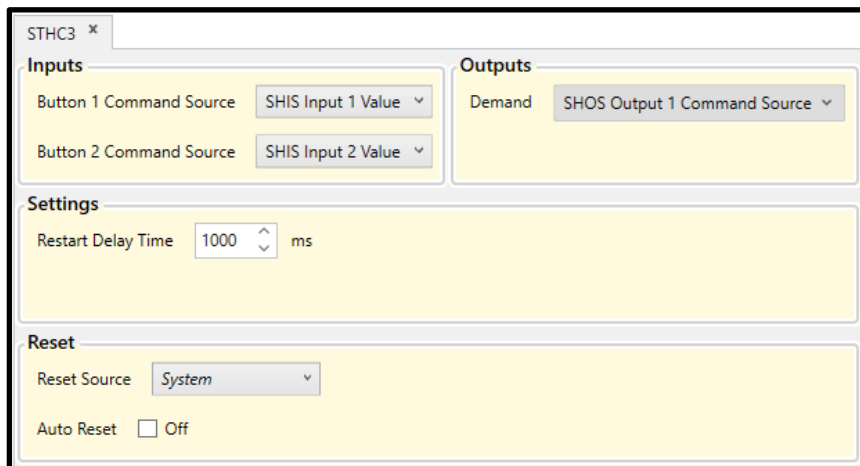 STHC3 x
Inputs
Button 1 Command Source SHIS Input 1 Value
Button 2 Command Source SHIS Input 2 Value
Outputs
Demand SHOS Output 1 Command Source
Settings
Restart Delay Time 1000 ms
Reset
Reset Source System
Auto Reset Off